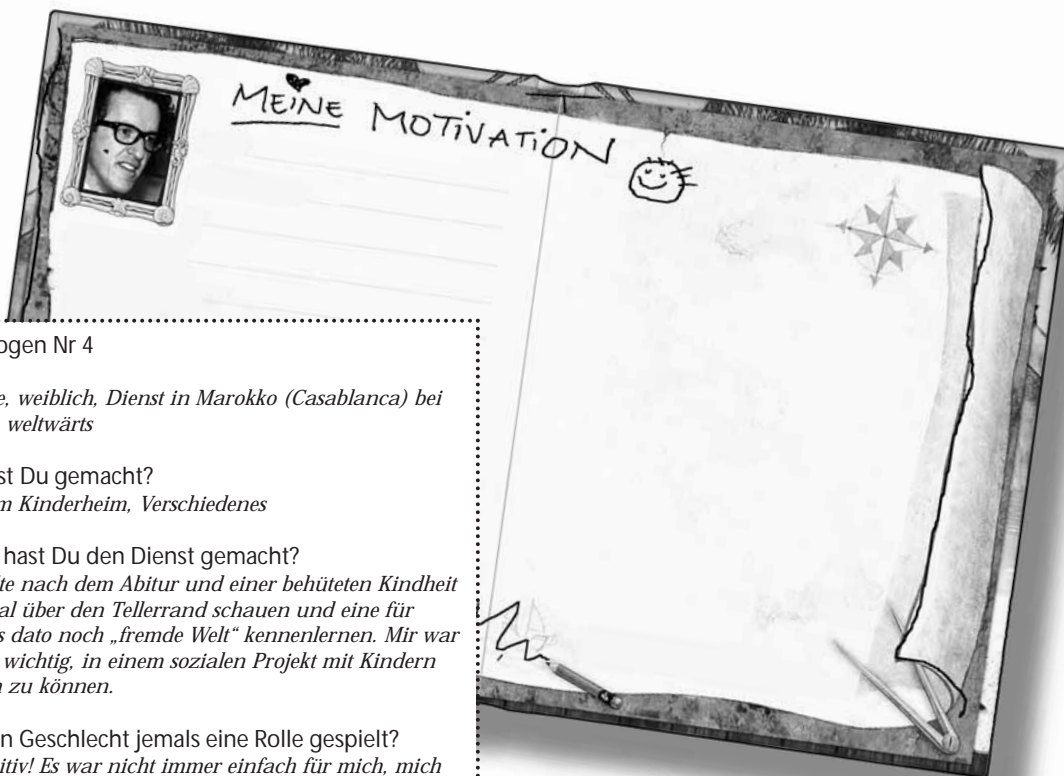 MEINE MOTIVATION
ogen Nr 4
e, weiblich, Dienst in Marokko (Casablanca) bei
weltwärts
st Du gemacht?
m Kinderheim, Verschiedenes
hast Du den Dienst gemacht?
te nach dem Abitur und einer behüteten Kindheit
al über den Tellerrand schauen und eine für
s dato noch „fremde Welt“ kennenlernen. Mir war
wichtig, in einem sozialen Projekt mit Kindern
n zu können.
n Geschlecht jemals eine Rolle gespielt?
itiv! Es war nicht immer einfach für mich, mich